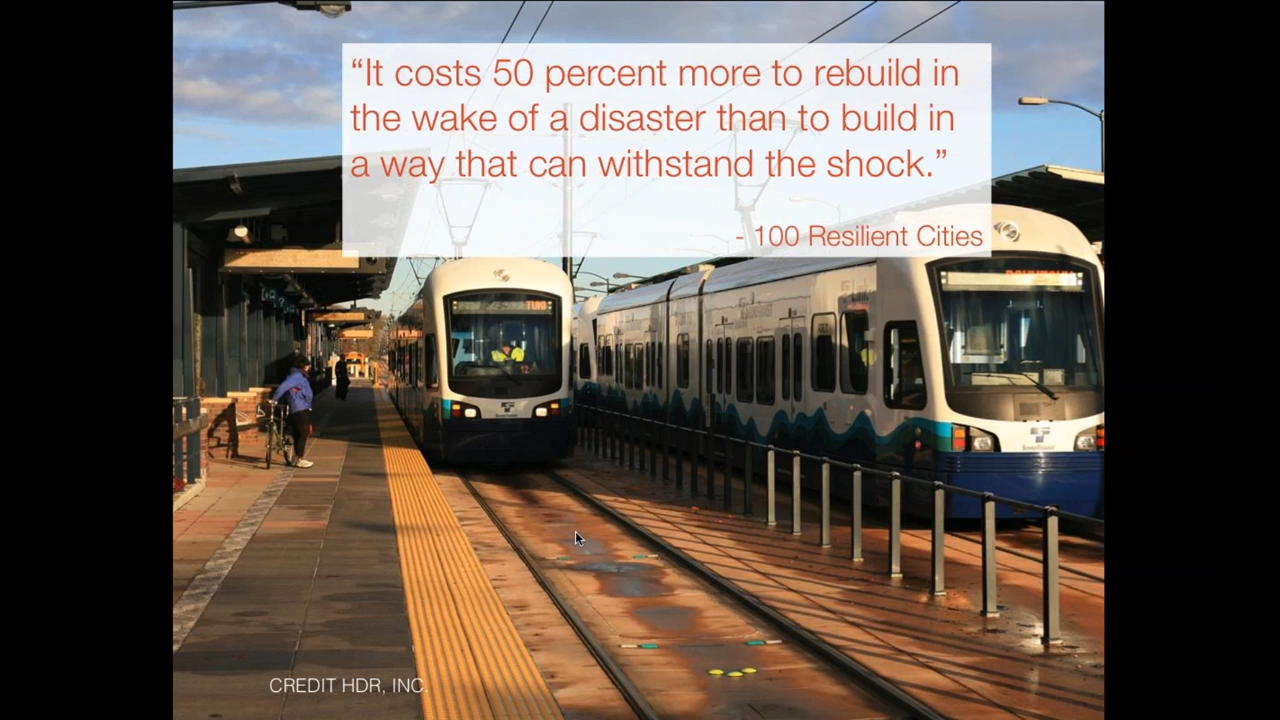 “It costs 50 percent more to rebuild in
the wake of a disaster than to build in
a way that can withstand the shock.”
- 100 Resilient Cities
CREDIT HDR, INC.